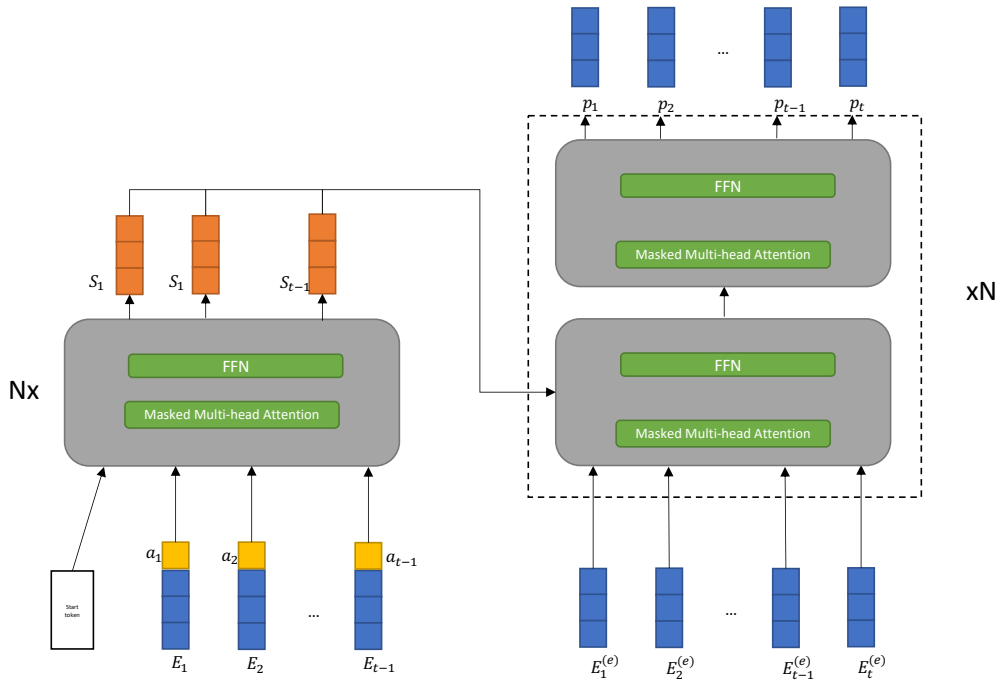 p₁ p₂ ... pₜ₋₁ pₜ
FFN
Masked Multi-head Attention
xN
FFN
Masked Multi-head Attention
E₁⁽ᵉ⁾ E₂⁽ᵉ⁾ ... Eₜ₋₁⁽ᵉ⁾ Eₜ⁽ᵉ⁾
S₁ S₁ Sₜ₋₁
Nx
FFN
Masked Multi-head Attention
a₁ a₂ aₜ₋₁
Start
token
...
E₁ E₂ Eₜ₋₁